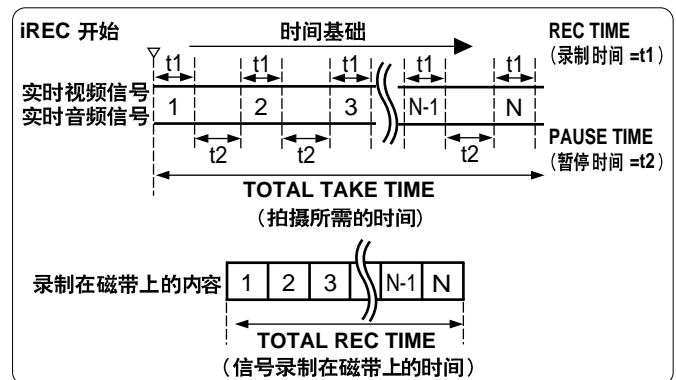 iREC 开始
时间基础
REC TIME
(录制时间 =t1)
t1 t1 t1 t1 t1
实时视频信号
实时音频信号
1 2 3 N-1 N
t2 t2 t2
PAUSE TIME
(暂停时间 =t2)
TOTAL TAKE TIME
(拍摄所需的时间)
录制在磁带上的内容
1 2 3 N-1 N
TOTAL REC TIME
(信号录制在磁带上的时间)